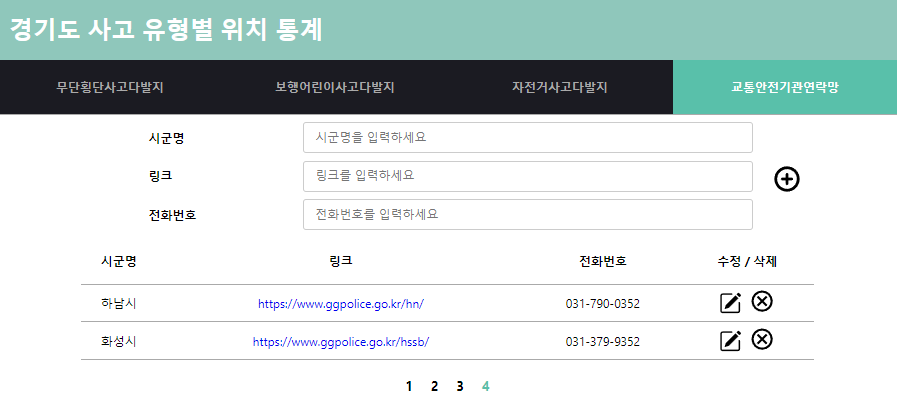 경기도 사고 유형별 위치 통계
무단횡단사고다발지 보행어린이사고다발지 자전거사고다발지 교통안전기관연락망
시군명 시군명을 입력하세요
링크 링크를 입력하세요
전화번호 전화번호를 입력하세요
시군명 링크 전화번호 수정 / 삭제
하남시 https://www.ggpolice.go.kr/hn/ 031-790-0352
화성시 https://www.ggpolice.go.kr/hssb/ 031-379-9352
1 2 3 4